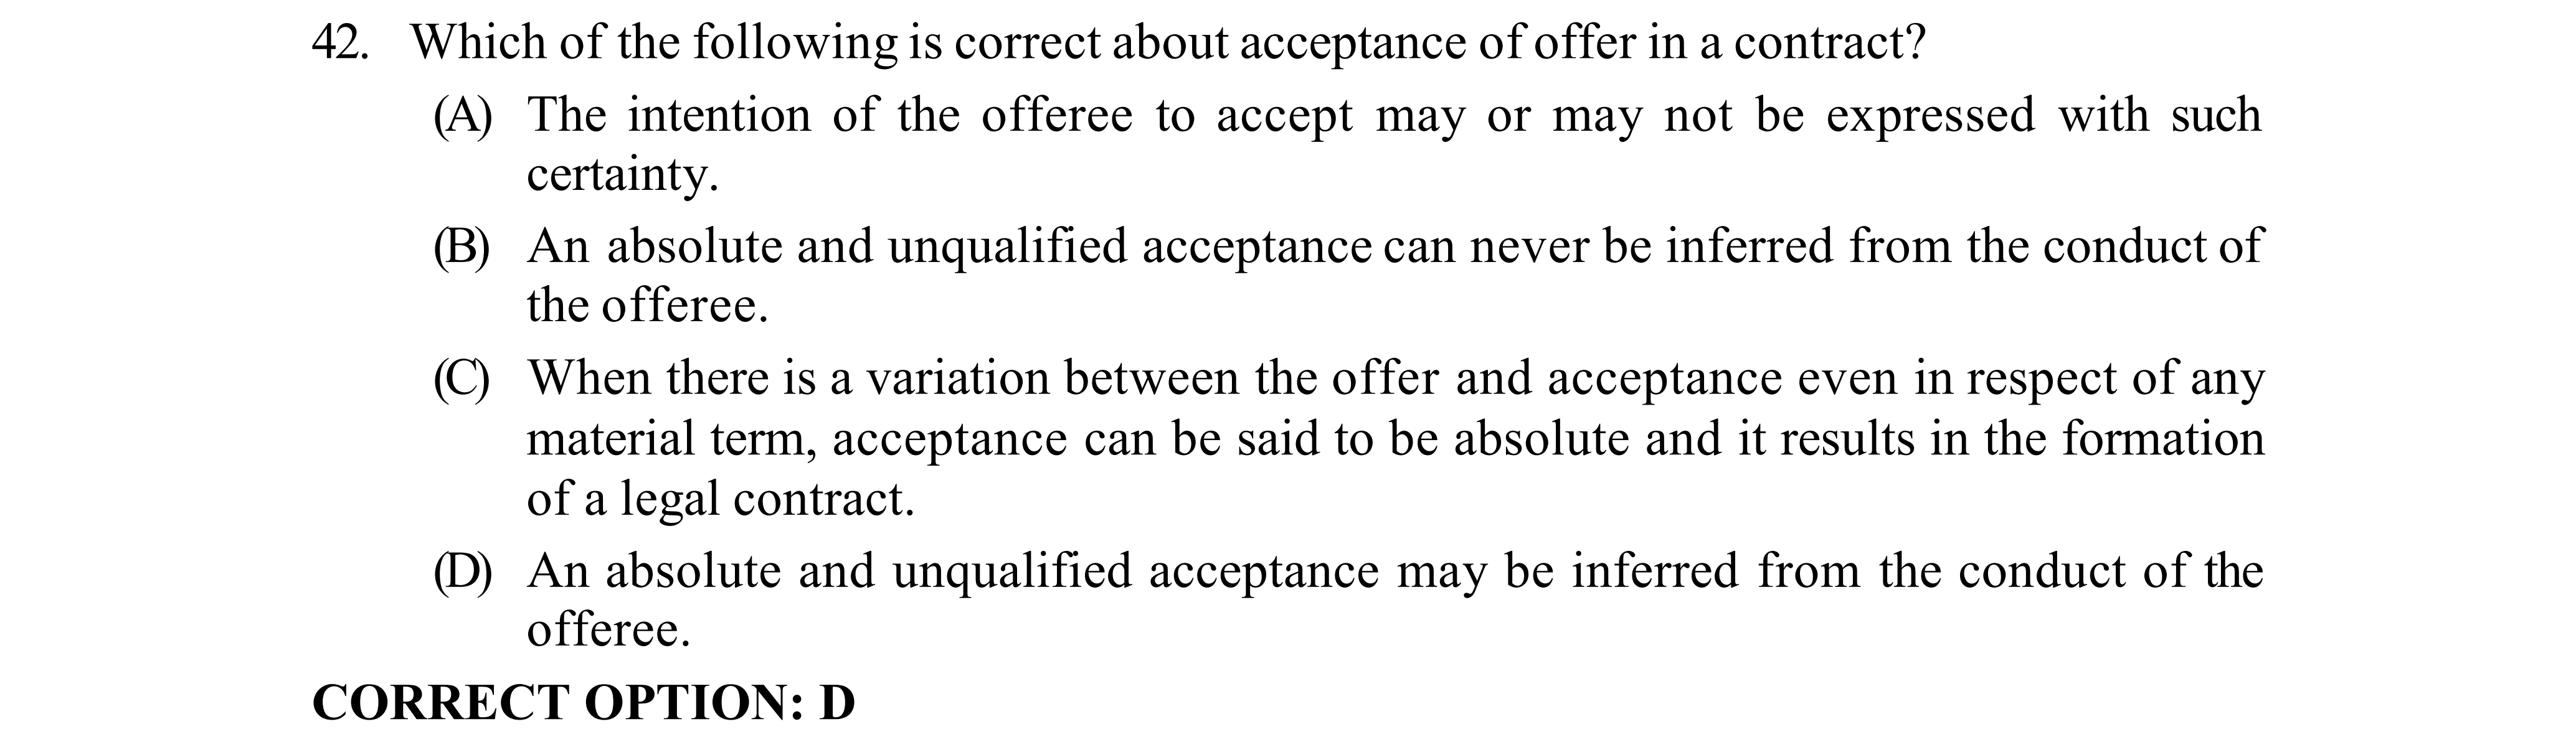 42. Which of the following is correct about acceptance of offer in a contract?
(A) The intention of the offeree to accept may or may not be expressed with such
certainty.
(B) An absolute and unqualified acceptance can never be inferred from the conduct of
the offeree.
(C) When there is a variation between the offer and acceptance even in respect of any
material term, acceptance can be said to be absolute and it results in the formation
of a legal contract.
(D) An absolute and unqualified acceptance may be inferred from the conduct of the
offeree.
CORRECT OPTION: D